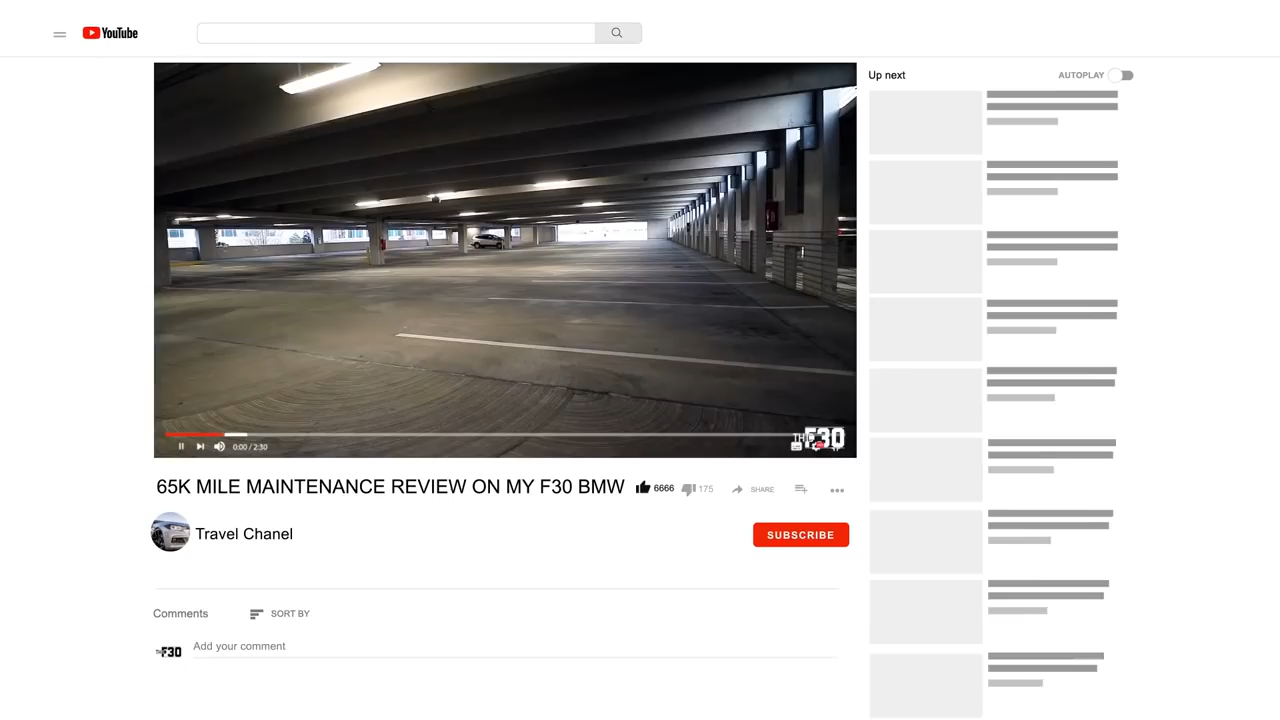 YouTube
Up next
AUTOPLAY
0:00 / 2:30
F30
65K MILE MAINTENANCE REVIEW ON MY F30 BMW
6666
175
SHARE
Travel Chanel
SUBSCRIBE
Comments
SORT BY
Add your comment
F30